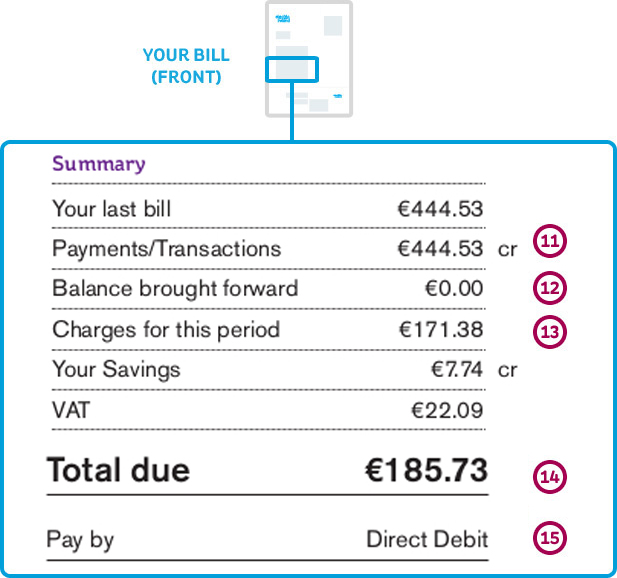 YOUR BILL
(FRONT)
Summary
Your last bill €444.53
Payments/Transactions €444.53 cr 11
Balance brought forward €0.00 12
Charges for this period €171.38 13
Your Savings €7.74 cr
VAT €22.09
Total due €185.73 14
Pay by Direct Debit 15